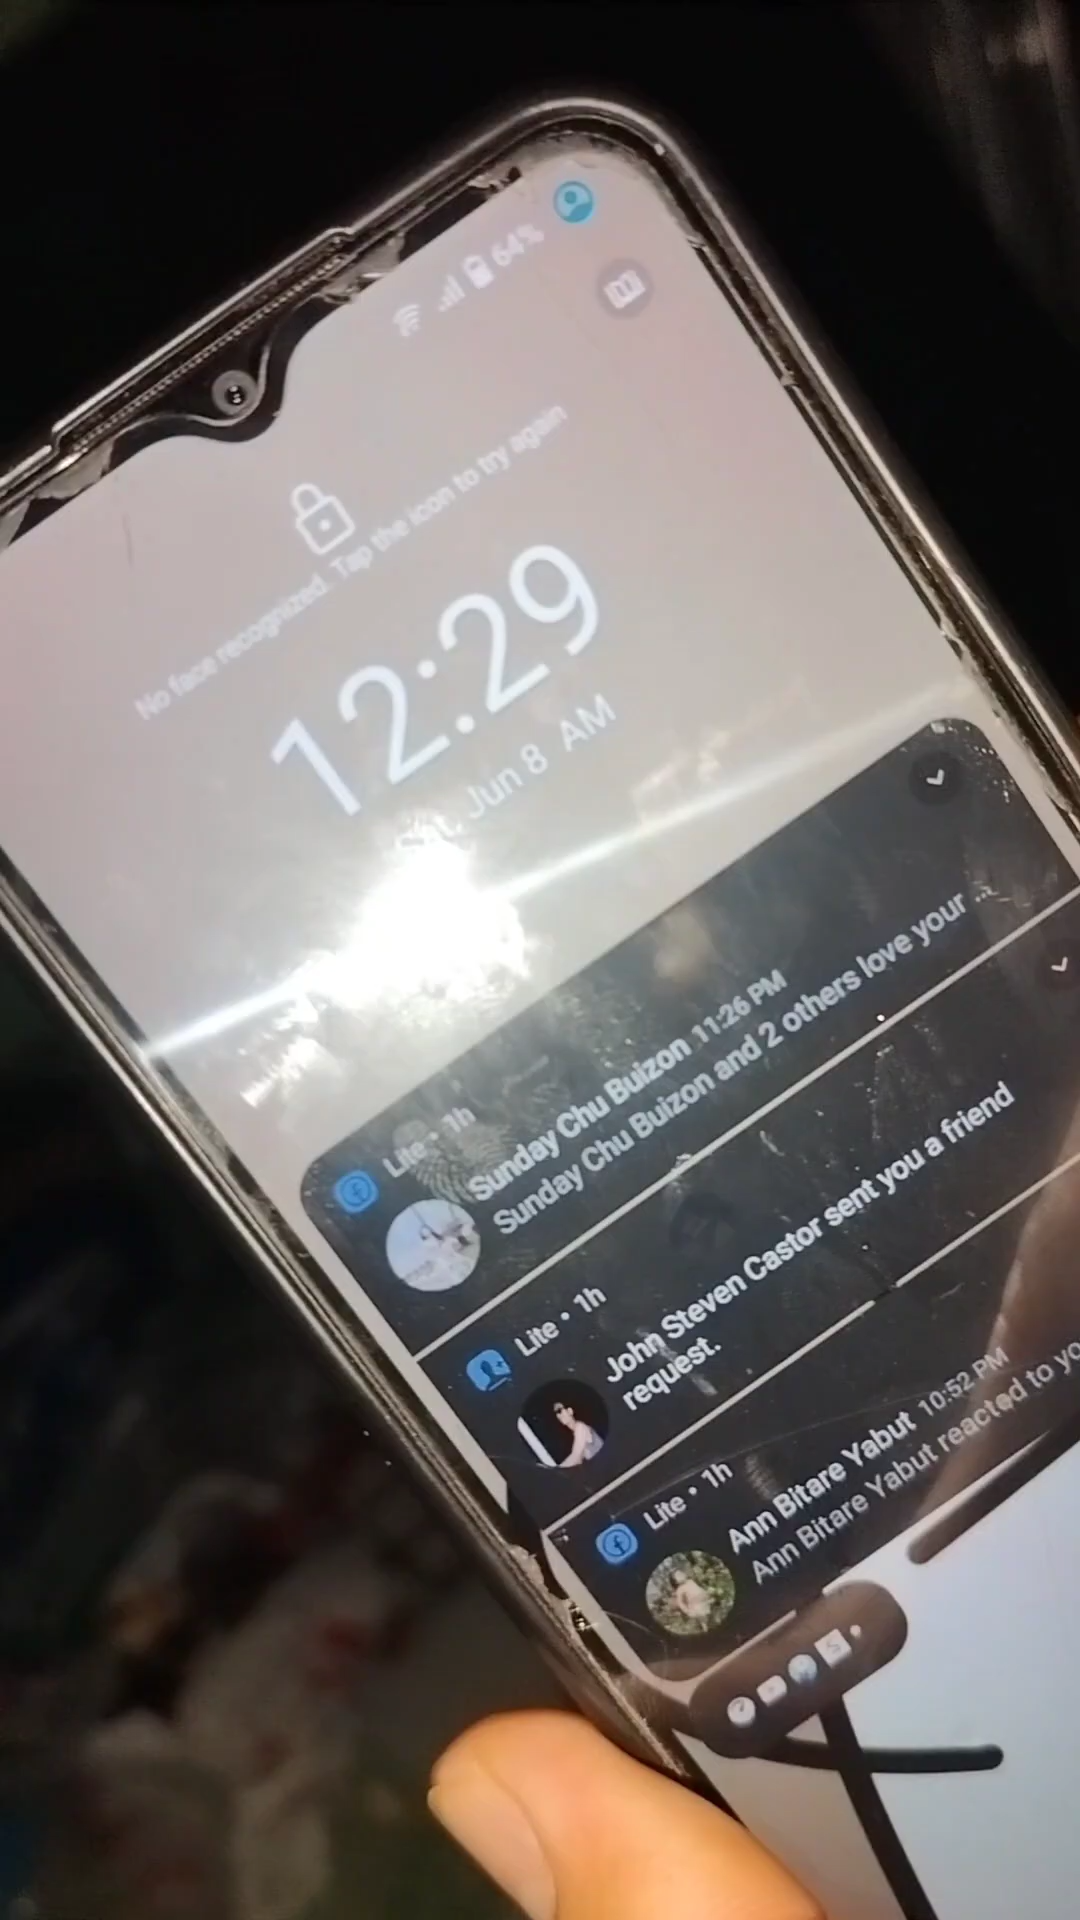 64%
No face recognized. Tap the icon to try again
12:29
Sat, Jun 8 AM
Lite • 1h
Sunday Chu Buizon 11:26 PM
Sunday Chu Buizon and 2 others love your ...
Lite • 1h
John Steven Castor sent you a friend
request.
Lite • 1h
Ann Bitare Yabut 10:52 PM
Ann Bitare Yabut reacted to yo